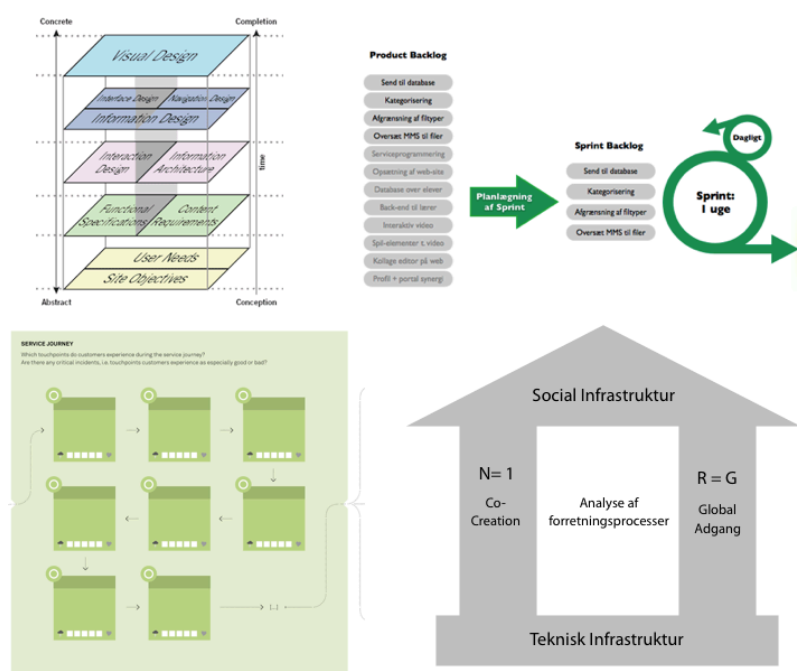 Concrete
Completion
Visual Design
Interface Design
Navigation Design
Information Design
Interaction
Design
Information
Architecture
Functional
Specifications
Content
Requirements
User Needs
Site Objectives
time
Abstract
Conception
Product Backlog
Send til database
Kategorisering
Afgrænsning af filtyper
Oversæt MMS til filer
Serviceprogrammering
Opsætning af web-site
Database over elever
Back-end til lærer
Interaktiv video
Spil-elementer t. video
Kollage editor på web
Profil + portal synergi
Planlægning
af Sprint
Sprint Backlog
Send til database
Kategorisering
Afgrænsning af filtyper
Oversæt MMS til filer
Dagligt
Sprint:
1 uge
SERVICE JOURNEY
Which touchpoints do customers experience during the service journey?
Are there any critical incidents, i.e. touchpoints customers experience as especially good or bad?
[...]
Social Infrastruktur
N= 1
Co-
Creation
Analyse af
forretningsprocesser
R = G
Global
Adgang
Teknisk Infrastruktur